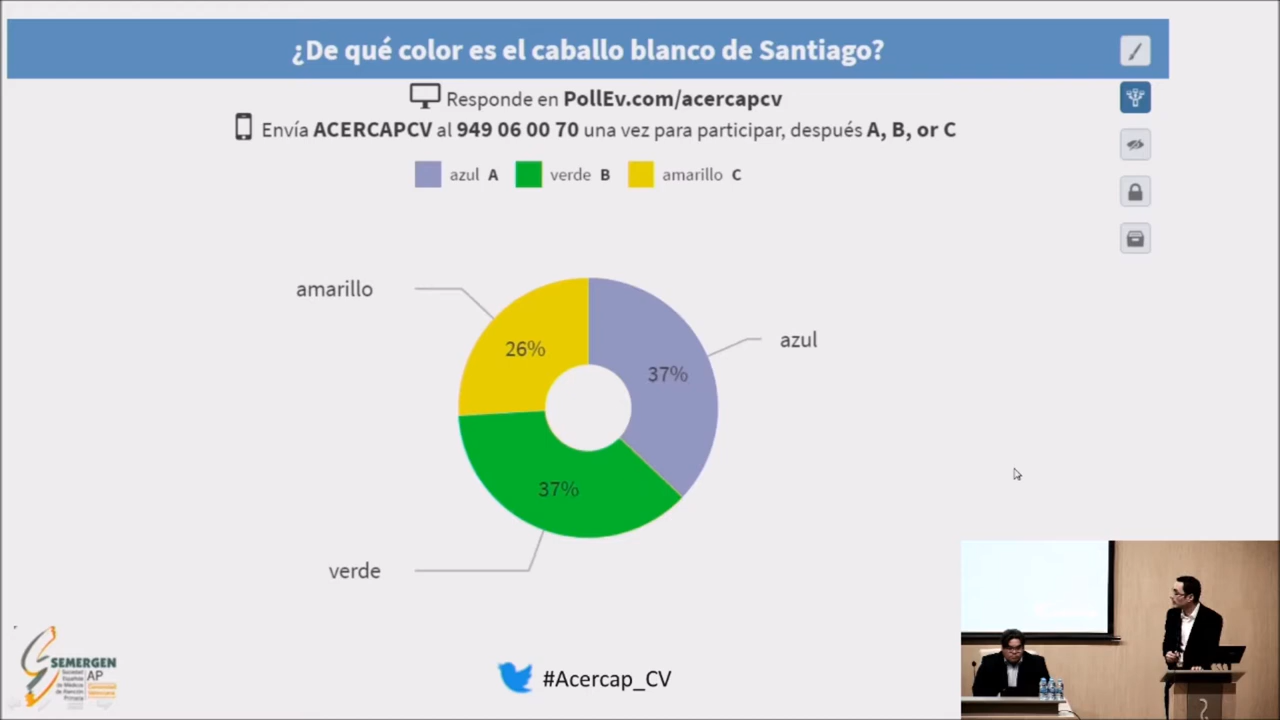 ¿De qué color es el caballo blanco de Santiago?
Responde en PollEv.com/acercapcv
Envía ACERCAPCV al 949 06 00 70 una vez para participar, después A, B, or C
azul A verde B amarillo C
amarillo
26%
azul
37%
37%
verde
SEMERGEN
AP
Sociedad
Española
de Médicos
de Atención
Primaria
Comunidad
Valenciana
#Acercap_CV